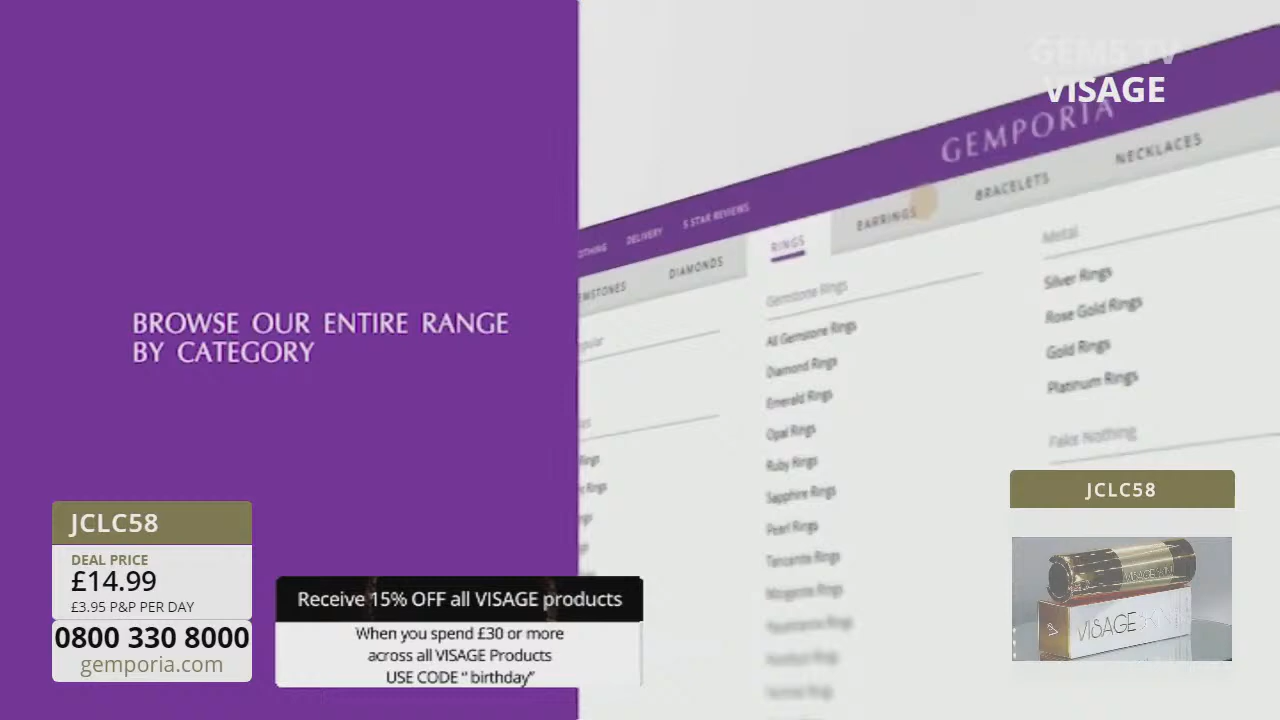 GEMS TV
VISAGE
GEMPORIA
DELIVERY
5 STAR REVIEWS
DIAMONDS
RINGS
EARRINGS
BRACELETS
NECKLACES
Gemstone Rings
All Gemstone Rings
Diamond Rings
Emerald Rings
Opal Rings
Ruby Rings
Sapphire Rings
Pearl Rings
Tanzanite Rings
Morganite Rings
Metal
Silver Rings
Rose Gold Rings
Gold Rings
Platinum Rings
BROWSE OUR ENTIRE RANGE
BY CATEGORY
JCLC58
DEAL PRICE
£14.99
£3.95 P&P PER DAY
0800 330 8000
gemporia.com
Receive 15% OFF all VISAGE products
When you spend £30 or more
across all VISAGE Products
USE CODE " birthday"
JCLC58
VISAGE
VISAGE